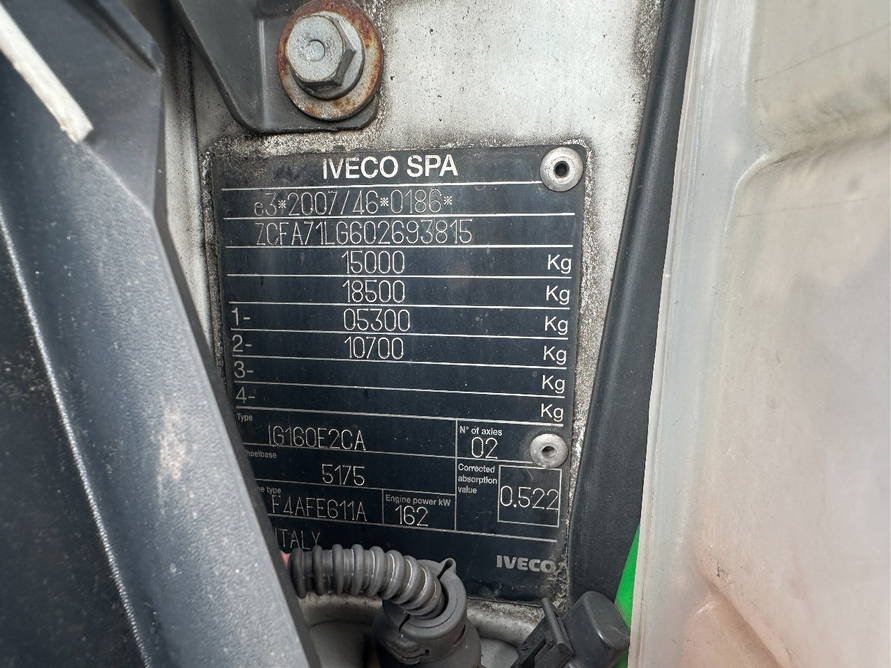 IVECO SPA
e3*2007/46*0186*
ZCFA71LG602693815
15000 Kg
18500 Kg
1- 05300 Kg
2- 10700 Kg
3- Kg
4- Kg
Type N° of axles
IG160E2CA 02
5175
Corrected absorption value 0.522
Engine power kW
F4AFE611A 162
ITALY
IVECO